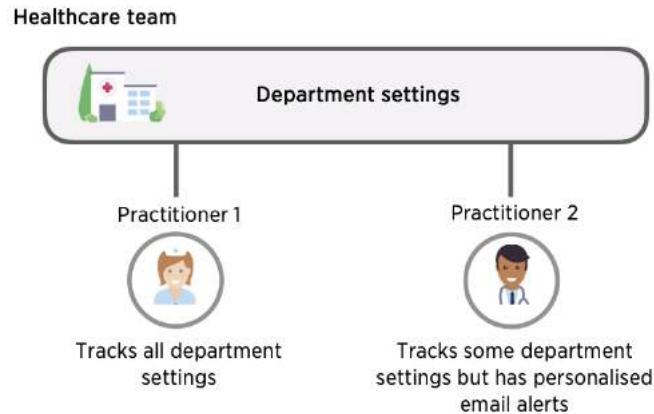 Healthcare team
Department settings
Practitioner 1
Practitioner 2
Tracks all department
settings
Tracks some department
settings but has personalised
email alerts